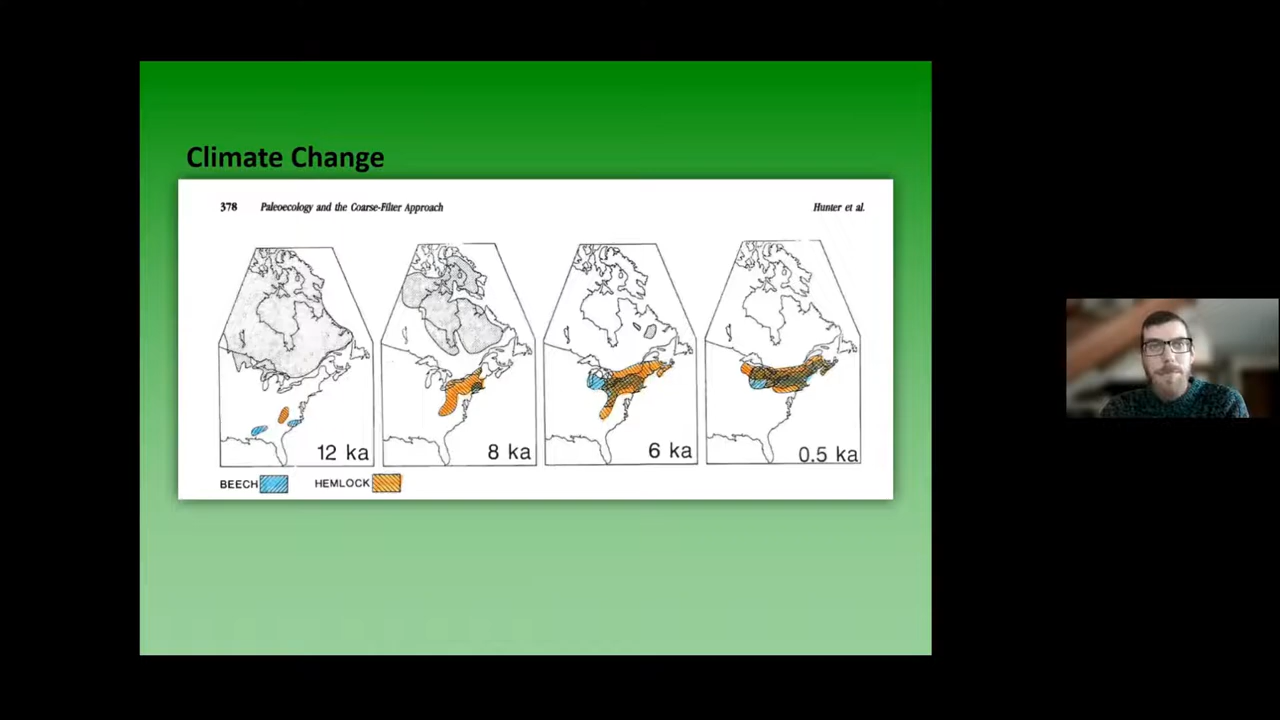 Climate Change
378 Paleoecology and the Coarse-Filter Approach Hunter et al.
12 ka 8 ka 6 ka 0.5 ka
BEECH HEMLOCK